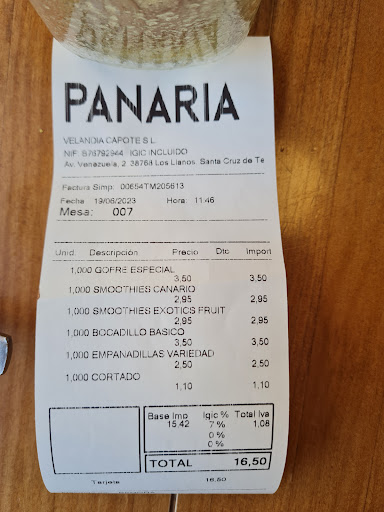 PANARIA
VELANDIA CAPOTE S.L.
NIF: B76792944 IGIC INCLUIDO
Av. Venezuela, 2 38768 Los Llanos. Santa Cruz de Te
Factura Simp: 00654TM205613
Fecha 19/06/2023 Hora: 11:46
Mesa: 007
Unid. Descripción Precio Dtc Import
1,000 GOFRE ESPECIAL
3,50 3,50
1,000 SMOOTHIES CANARIO
2,95 2,95
1,000 SMOOTHIES EXOTICS FRUIT
2,95 2,95
1,000 BOCADILLO BASICO
3,50 3,50
1,000 EMPANADILLAS VARIEDAD
2,50 2,50
1,000 CORTADO
1,10 1,10
Base Imo Igic % Total Iva
15,42 7 % 1,08
0 %
0 %
TOTAL 16,50
Tarjeta 16,50